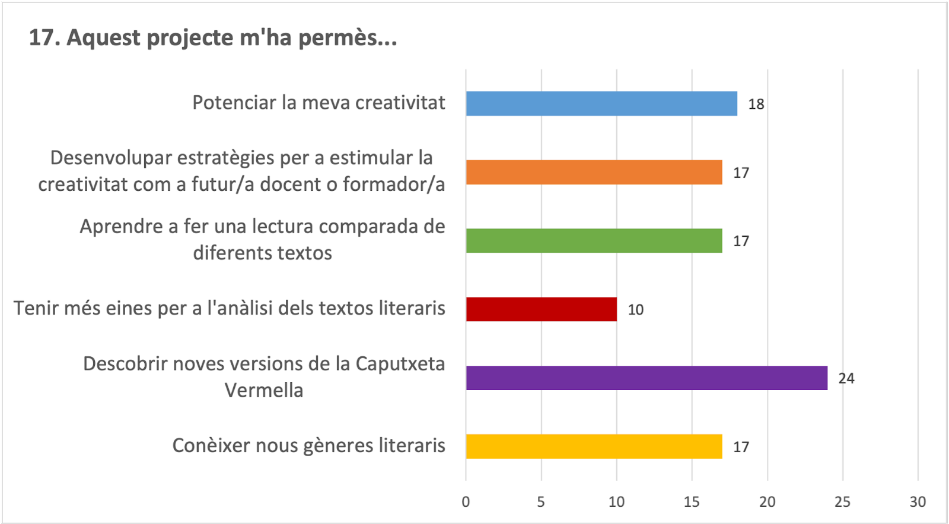 17. Aquest projecte m'ha permès...
Potenciar la meva creativitat
18
Desenvolupar estratègies per a estimular la
creativitat com a futur/a docent o formador/a
17
Aprendre a fer una lectura comparada de
diferents textos
17
Tenir més eines per a l'anàlisi dels textos literaris
10
Descobrir noves versions de la Caputxeta
Vermella
24
Conèixer nous gèneres literaris
17
0 5 10 15 20 25 30